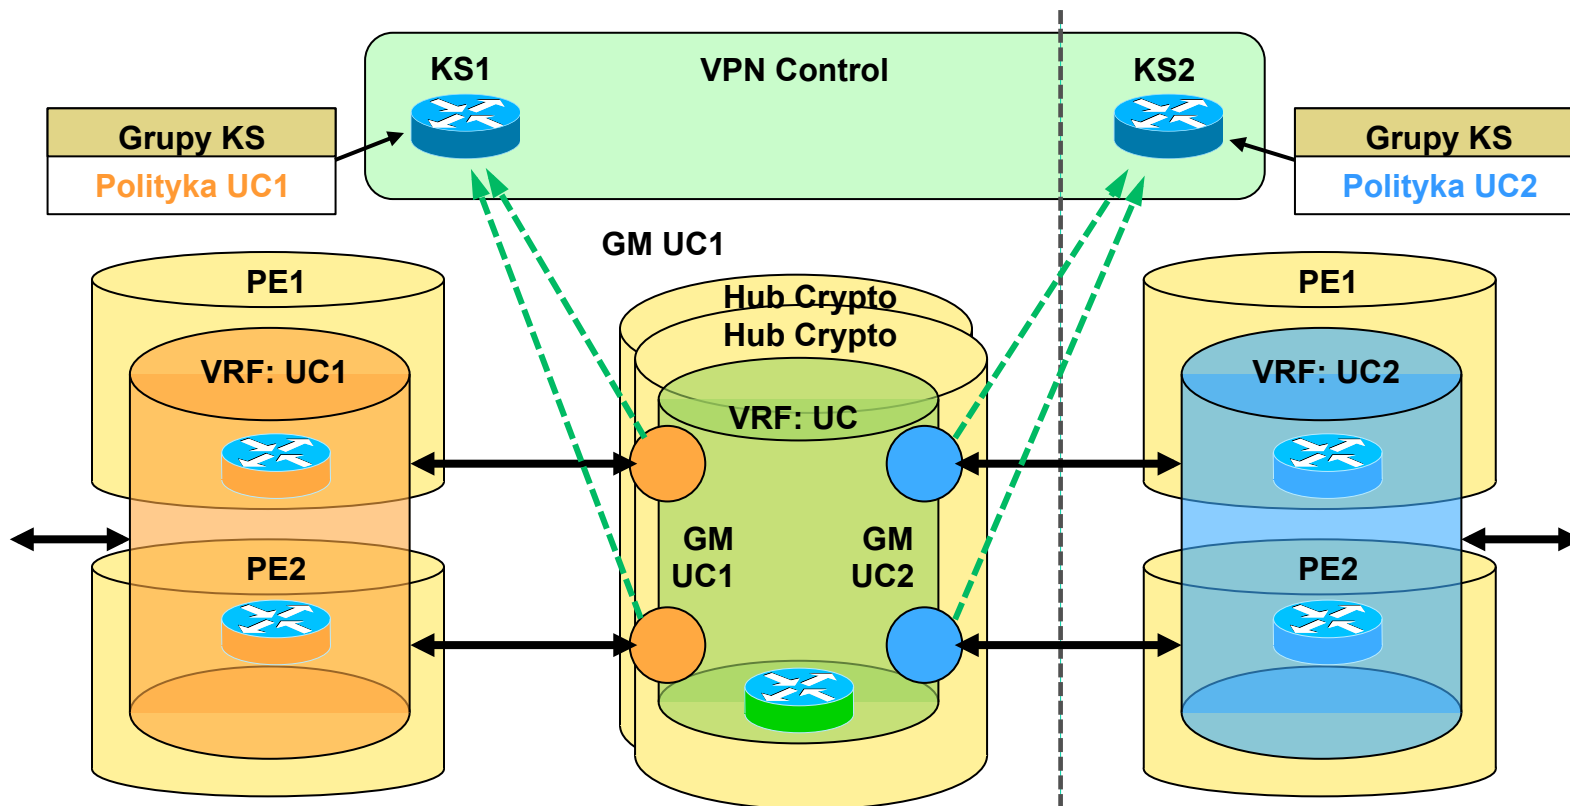 KS1
VPN Control
KS2
Grupy KS
Polityka UC1
Grupy KS
Polityka UC2
GM UC1
PE1
Hub Crypto
Hub Crypto
PE1
VRF: UC1
VRF: UC
VRF: UC2
GM
UC1
GM
UC2
PE2
PE2